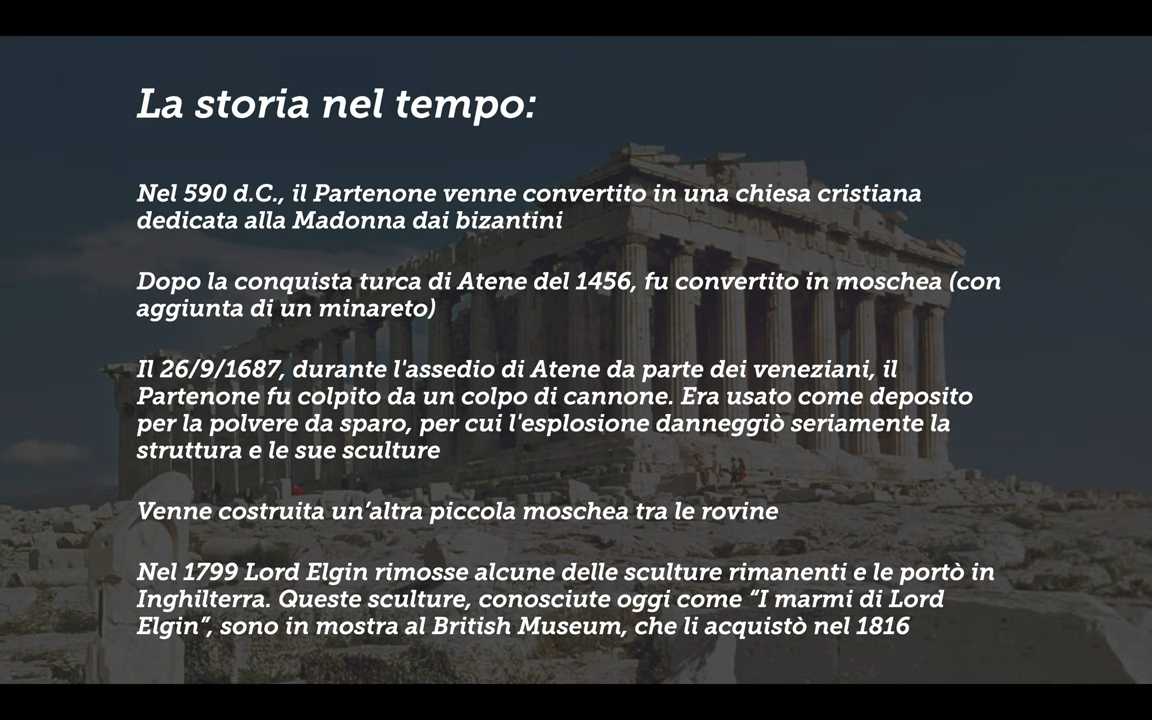 La storia nel tempo:
Nel 590 d.C., il Partenone venne convertito in una chiesa cristiana
dedicata alla Madonna dai bizantini
Dopo la conquista turca di Atene del 1456, fu convertito in moschea (con
aggiunta di un minareto)
Il 26/9/1687, durante l'assedio di Atene da parte dei veneziani, il
Partenone fu colpito da un colpo di cannone. Era usato come deposito
per la polvere da sparo, per cui l'esplosione danneggiò seriamente la
struttura e le sue sculture
Venne costruita un’altra piccola moschea tra le rovine
Nel 1799 Lord Elgin rimosse alcune delle sculture rimanenti e le portò in
Inghilterra. Queste sculture, conosciute oggi come “I marmi di Lord
Elgin”, sono in mostra al British Museum, che li acquistò nel 1816